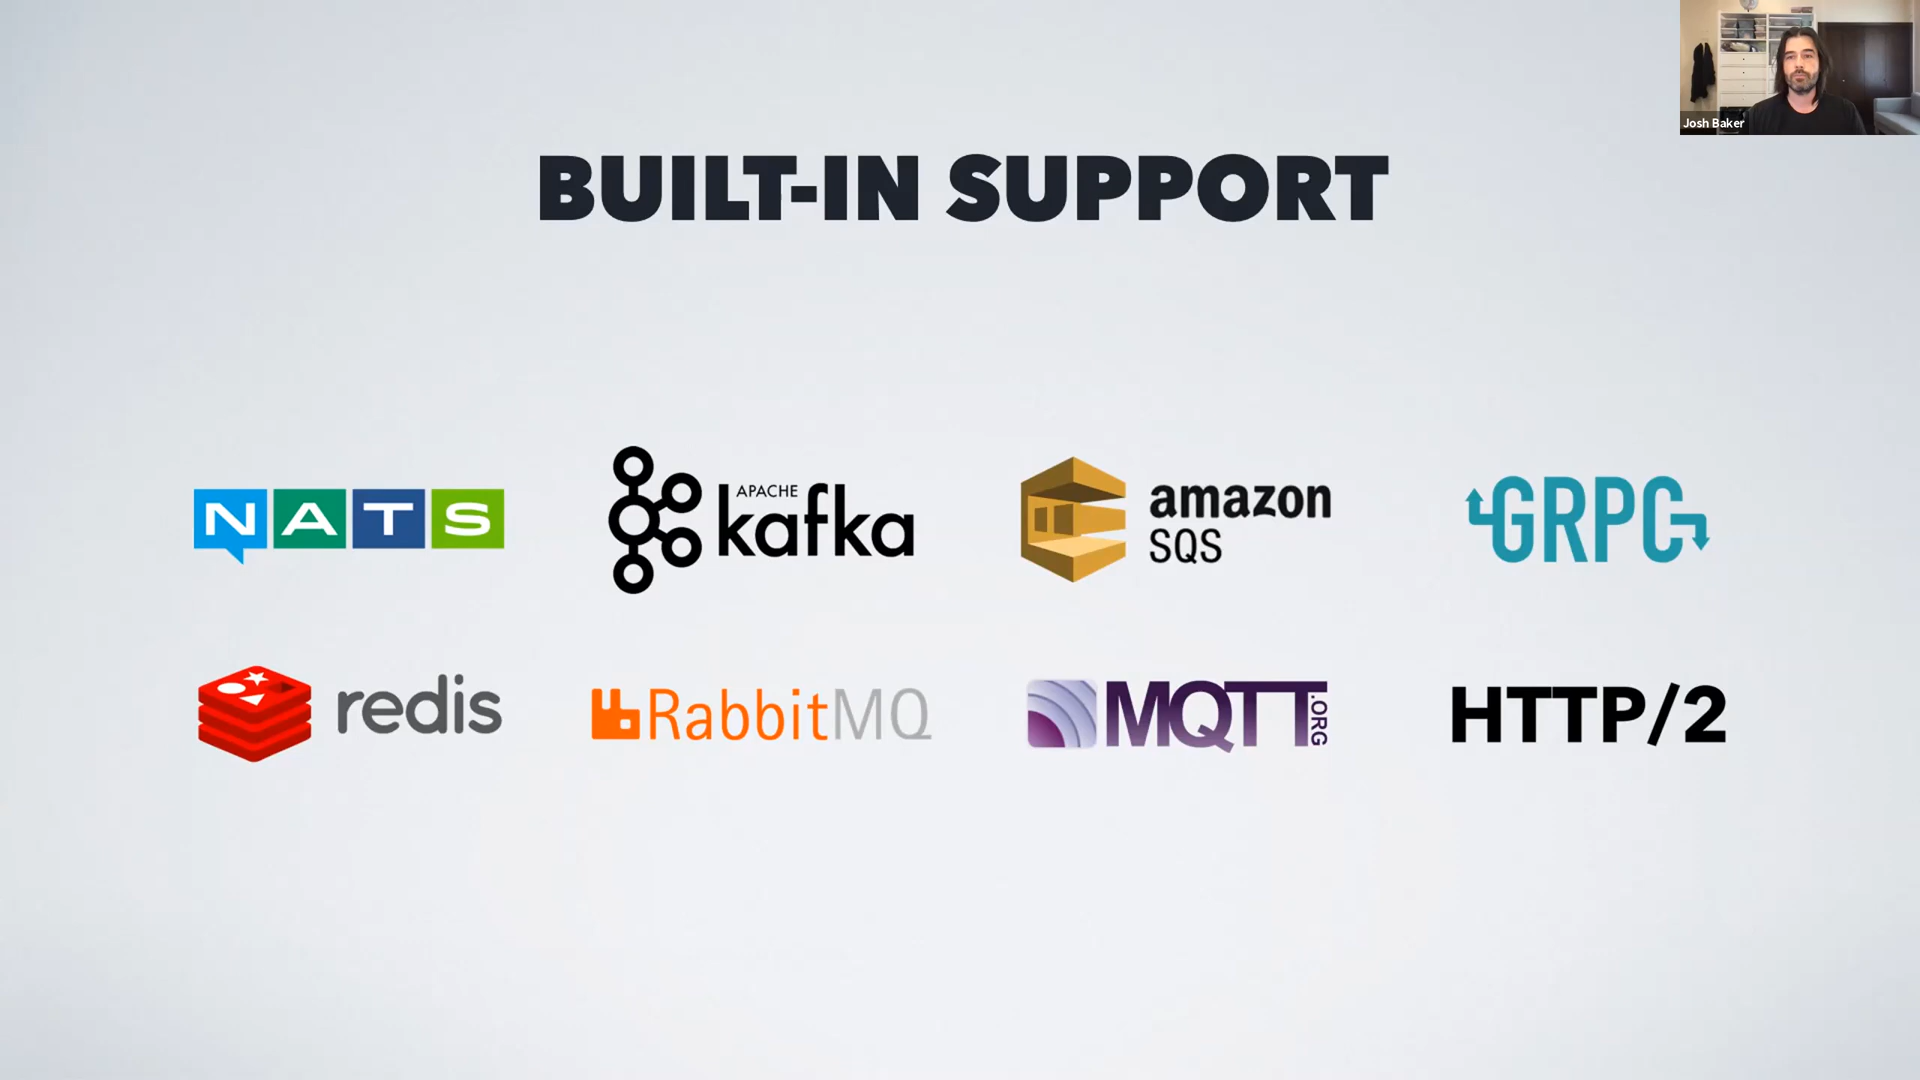 Josh Baker
BUILT-IN SUPPORT
NATS
APACHE
kafka
amazon
SQS
GRPC
redis
RabbitMQ
MQTT.ORG
HTTP/2